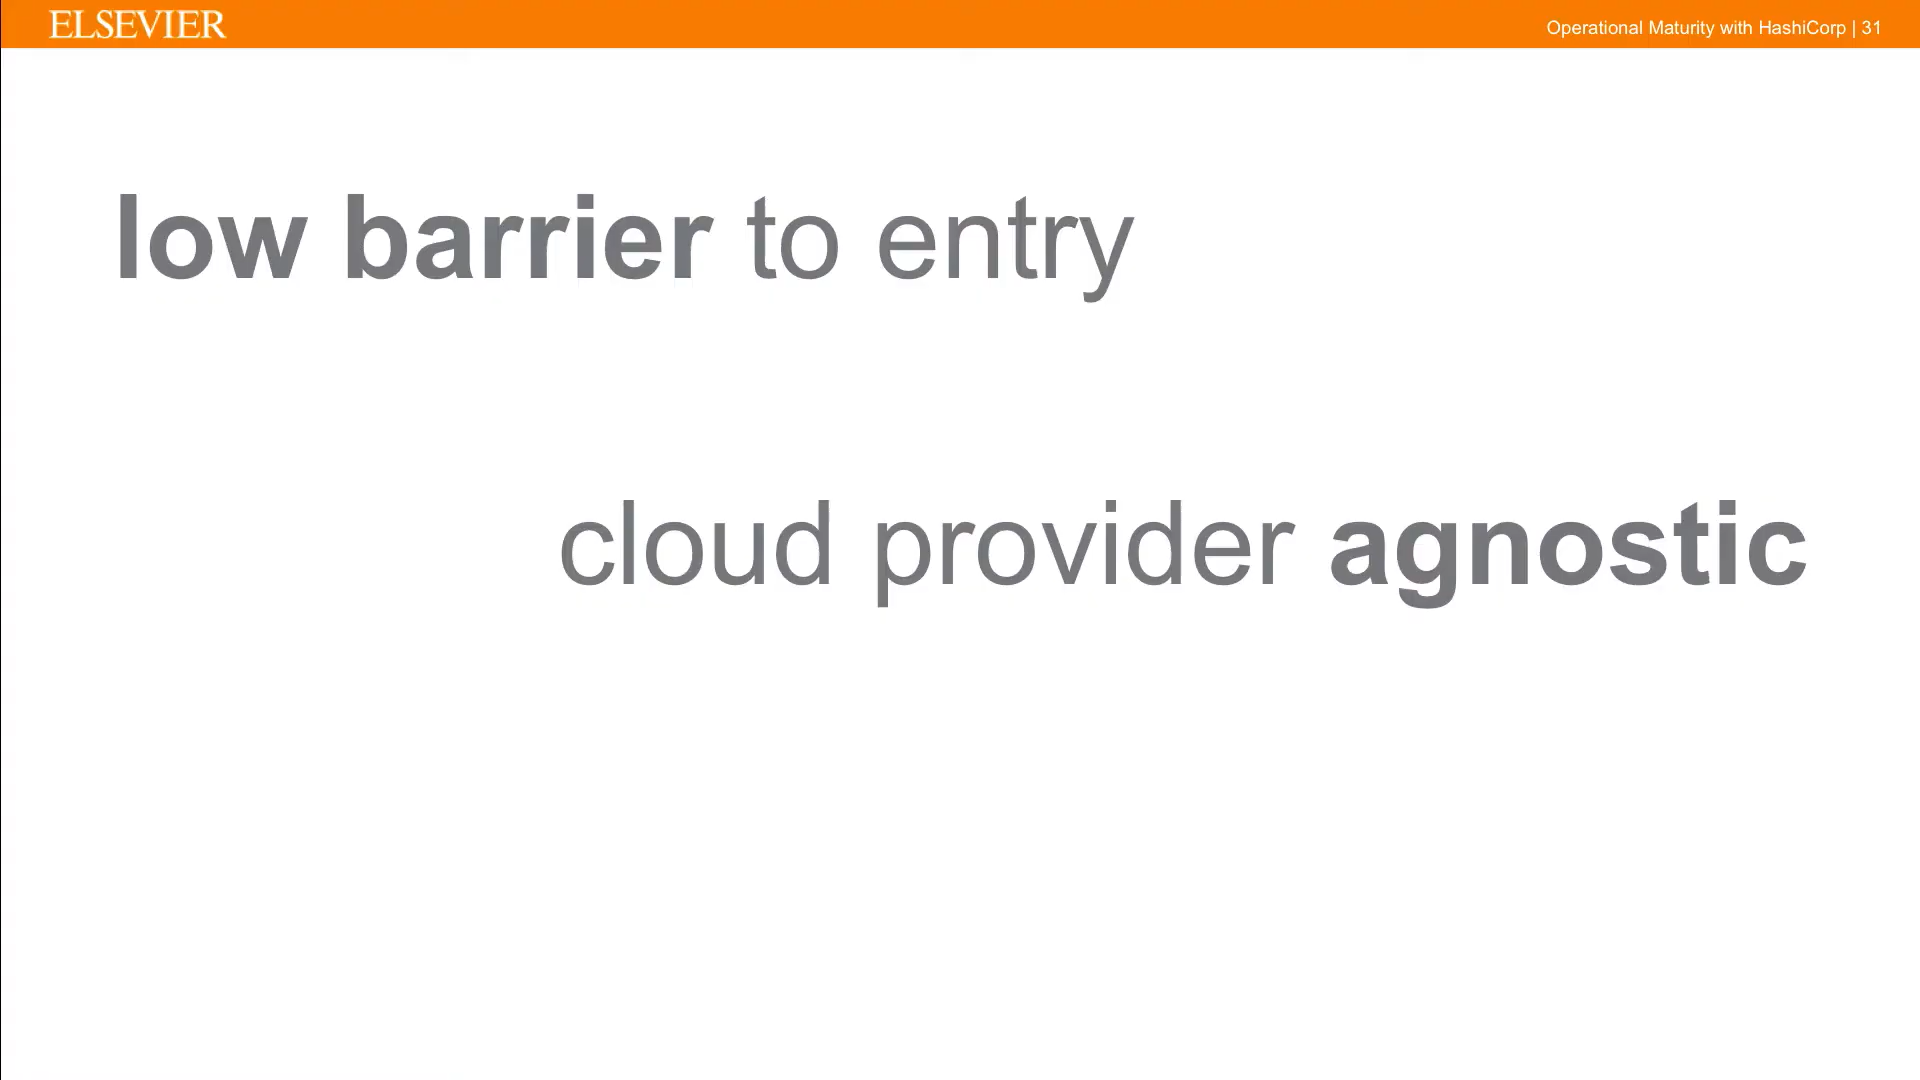 ELSEVIER
Operational Maturity with HashiCorp | 31
low barrier to entry
cloud provider agnostic